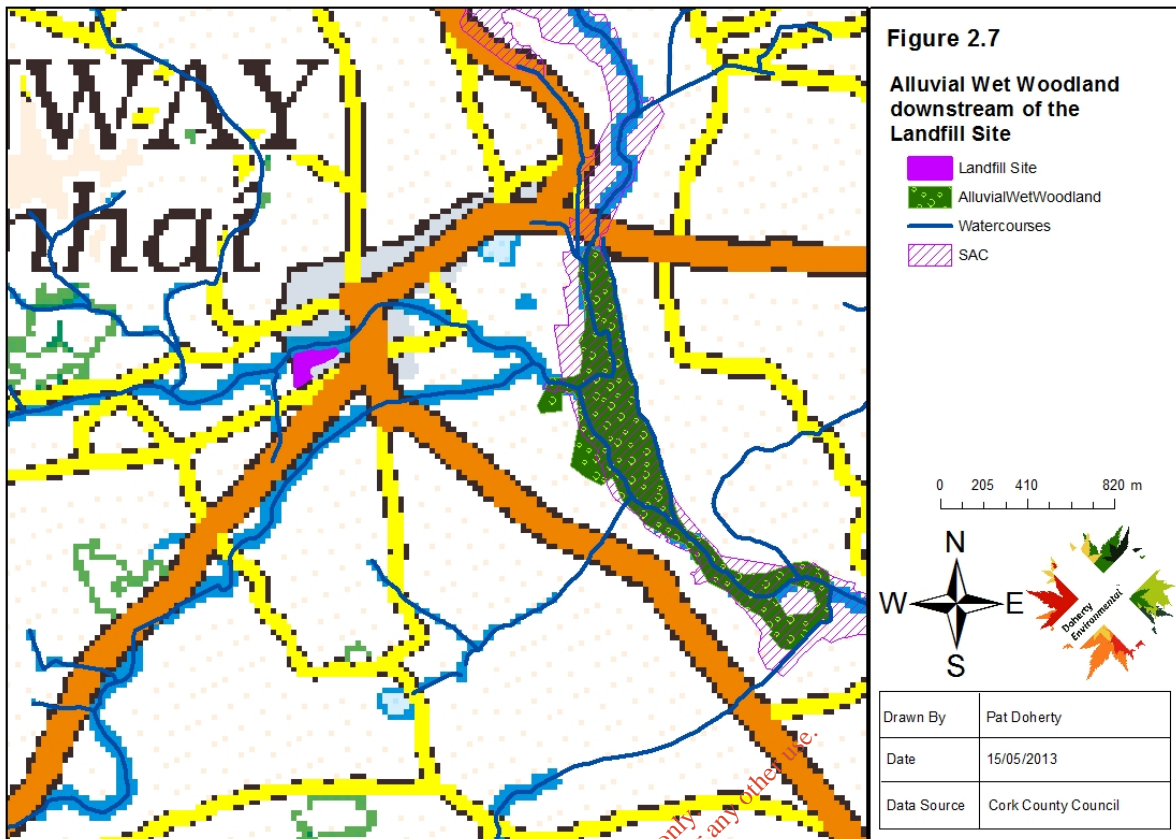 WAY
Figure 2.7
Alluvial Wet Woodland
downstream of the
Landfill Site
Landfill Site
AlluvialWetWoodland
Watercourses
SAC
0 205 410 820 m
N
W E
S
Doherty
Environmental
Drawn By Pat Doherty
Date 15/05/2013
Data Source Cork County Council
only
any other use.